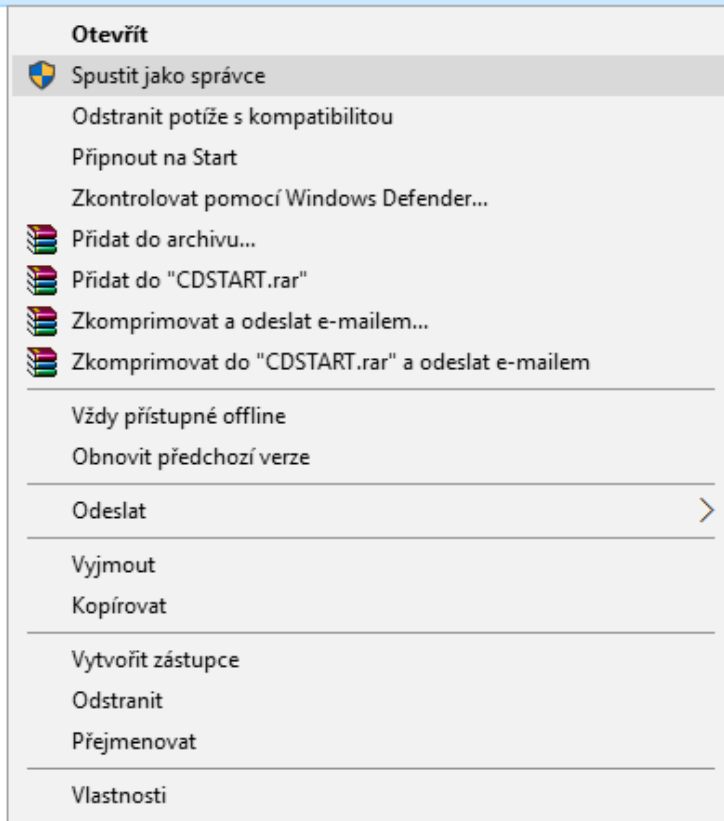 Otevřít
Spustit jako správce
Odstranit potíže s kompatibilitou
Připnout na Start
Zkontrolovat pomocí Windows Defender...
Přidat do archivu...
Přidat do "CDSTART.rar"
Zkomprimovat a odeslat e-mailem...
Zkomprimovat do "CDSTART.rar" a odeslat e-mailem
Vždy přístupné offline
Obnovit předchozí verze
Odeslat
Vyjmout
Kopírovat
Vytvořit zástupce
Odstranit
Přejmenovat
Vlastnosti